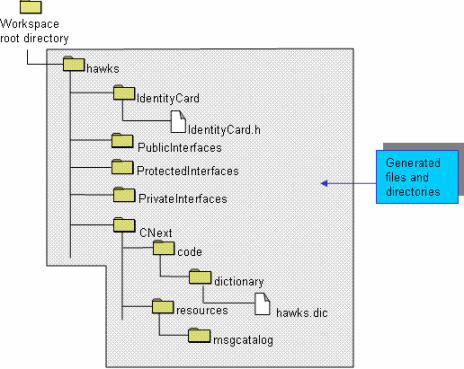 Workspace
root directory
hawks
IdentityCard
IdentityCard.h
PublicInterfaces
ProtectedInterfaces
PrivateInterfaces
CNext
code
dictionary
hawks.dic
resources
msgcatalog
Generated
files and
directories